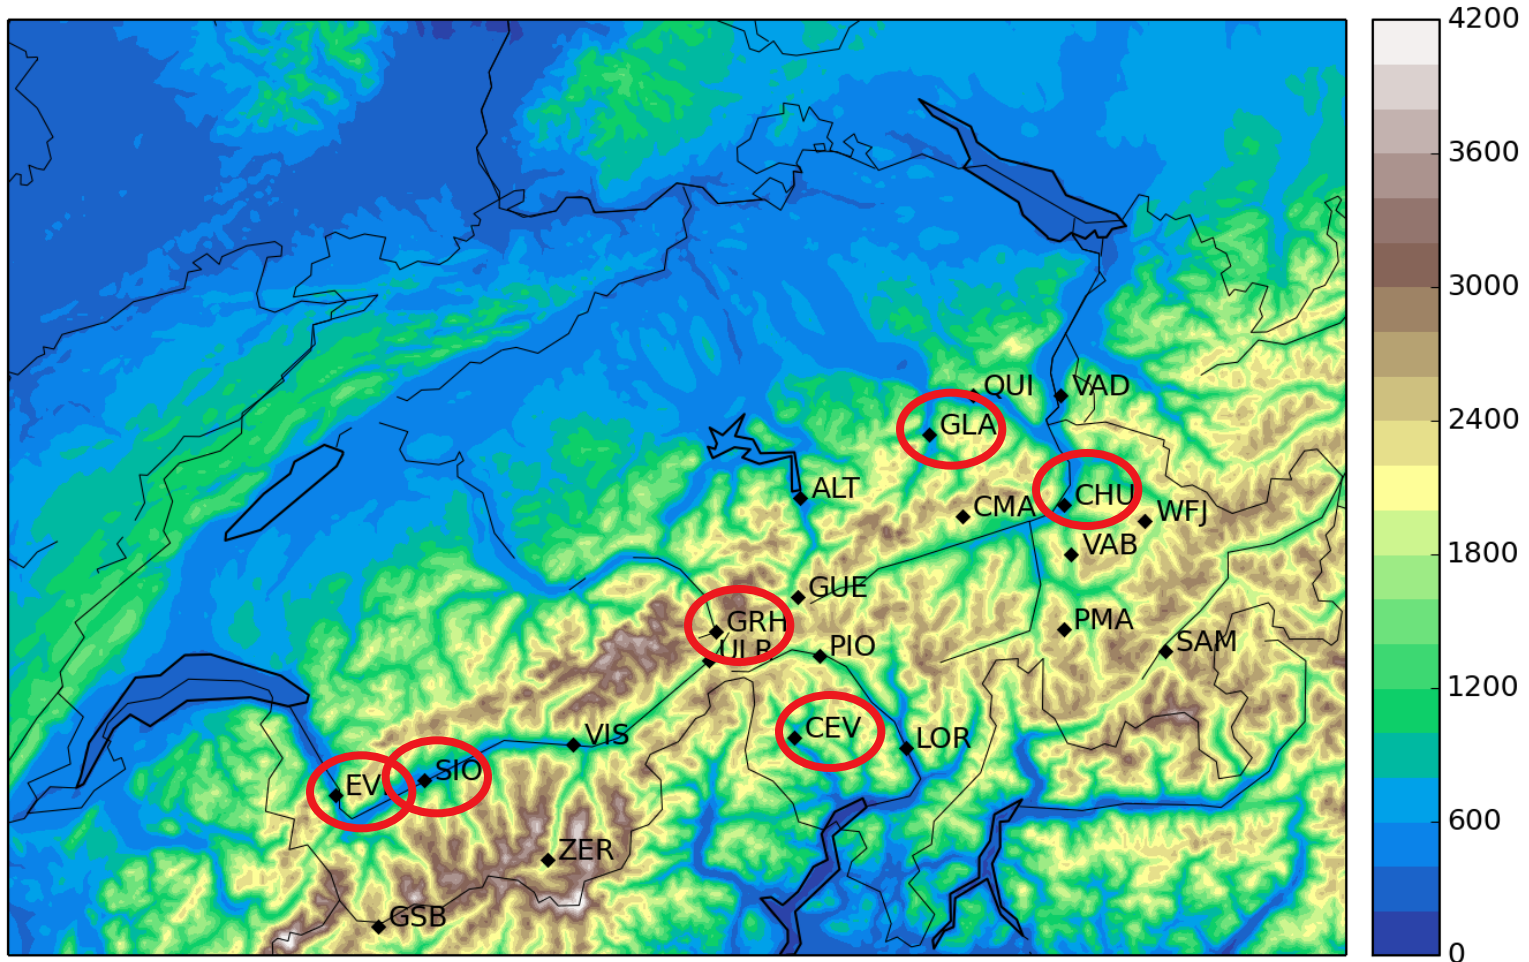 4200
3600
3000
2400
1800
1200
600
0
QUI
VAD
GLA
ALT
CMA
CHU
WFJ
VAB
GUE
GRH
PMA
ULR
PIO
SAM
VIS
CEV
LOR
SIO
ZER
GSB